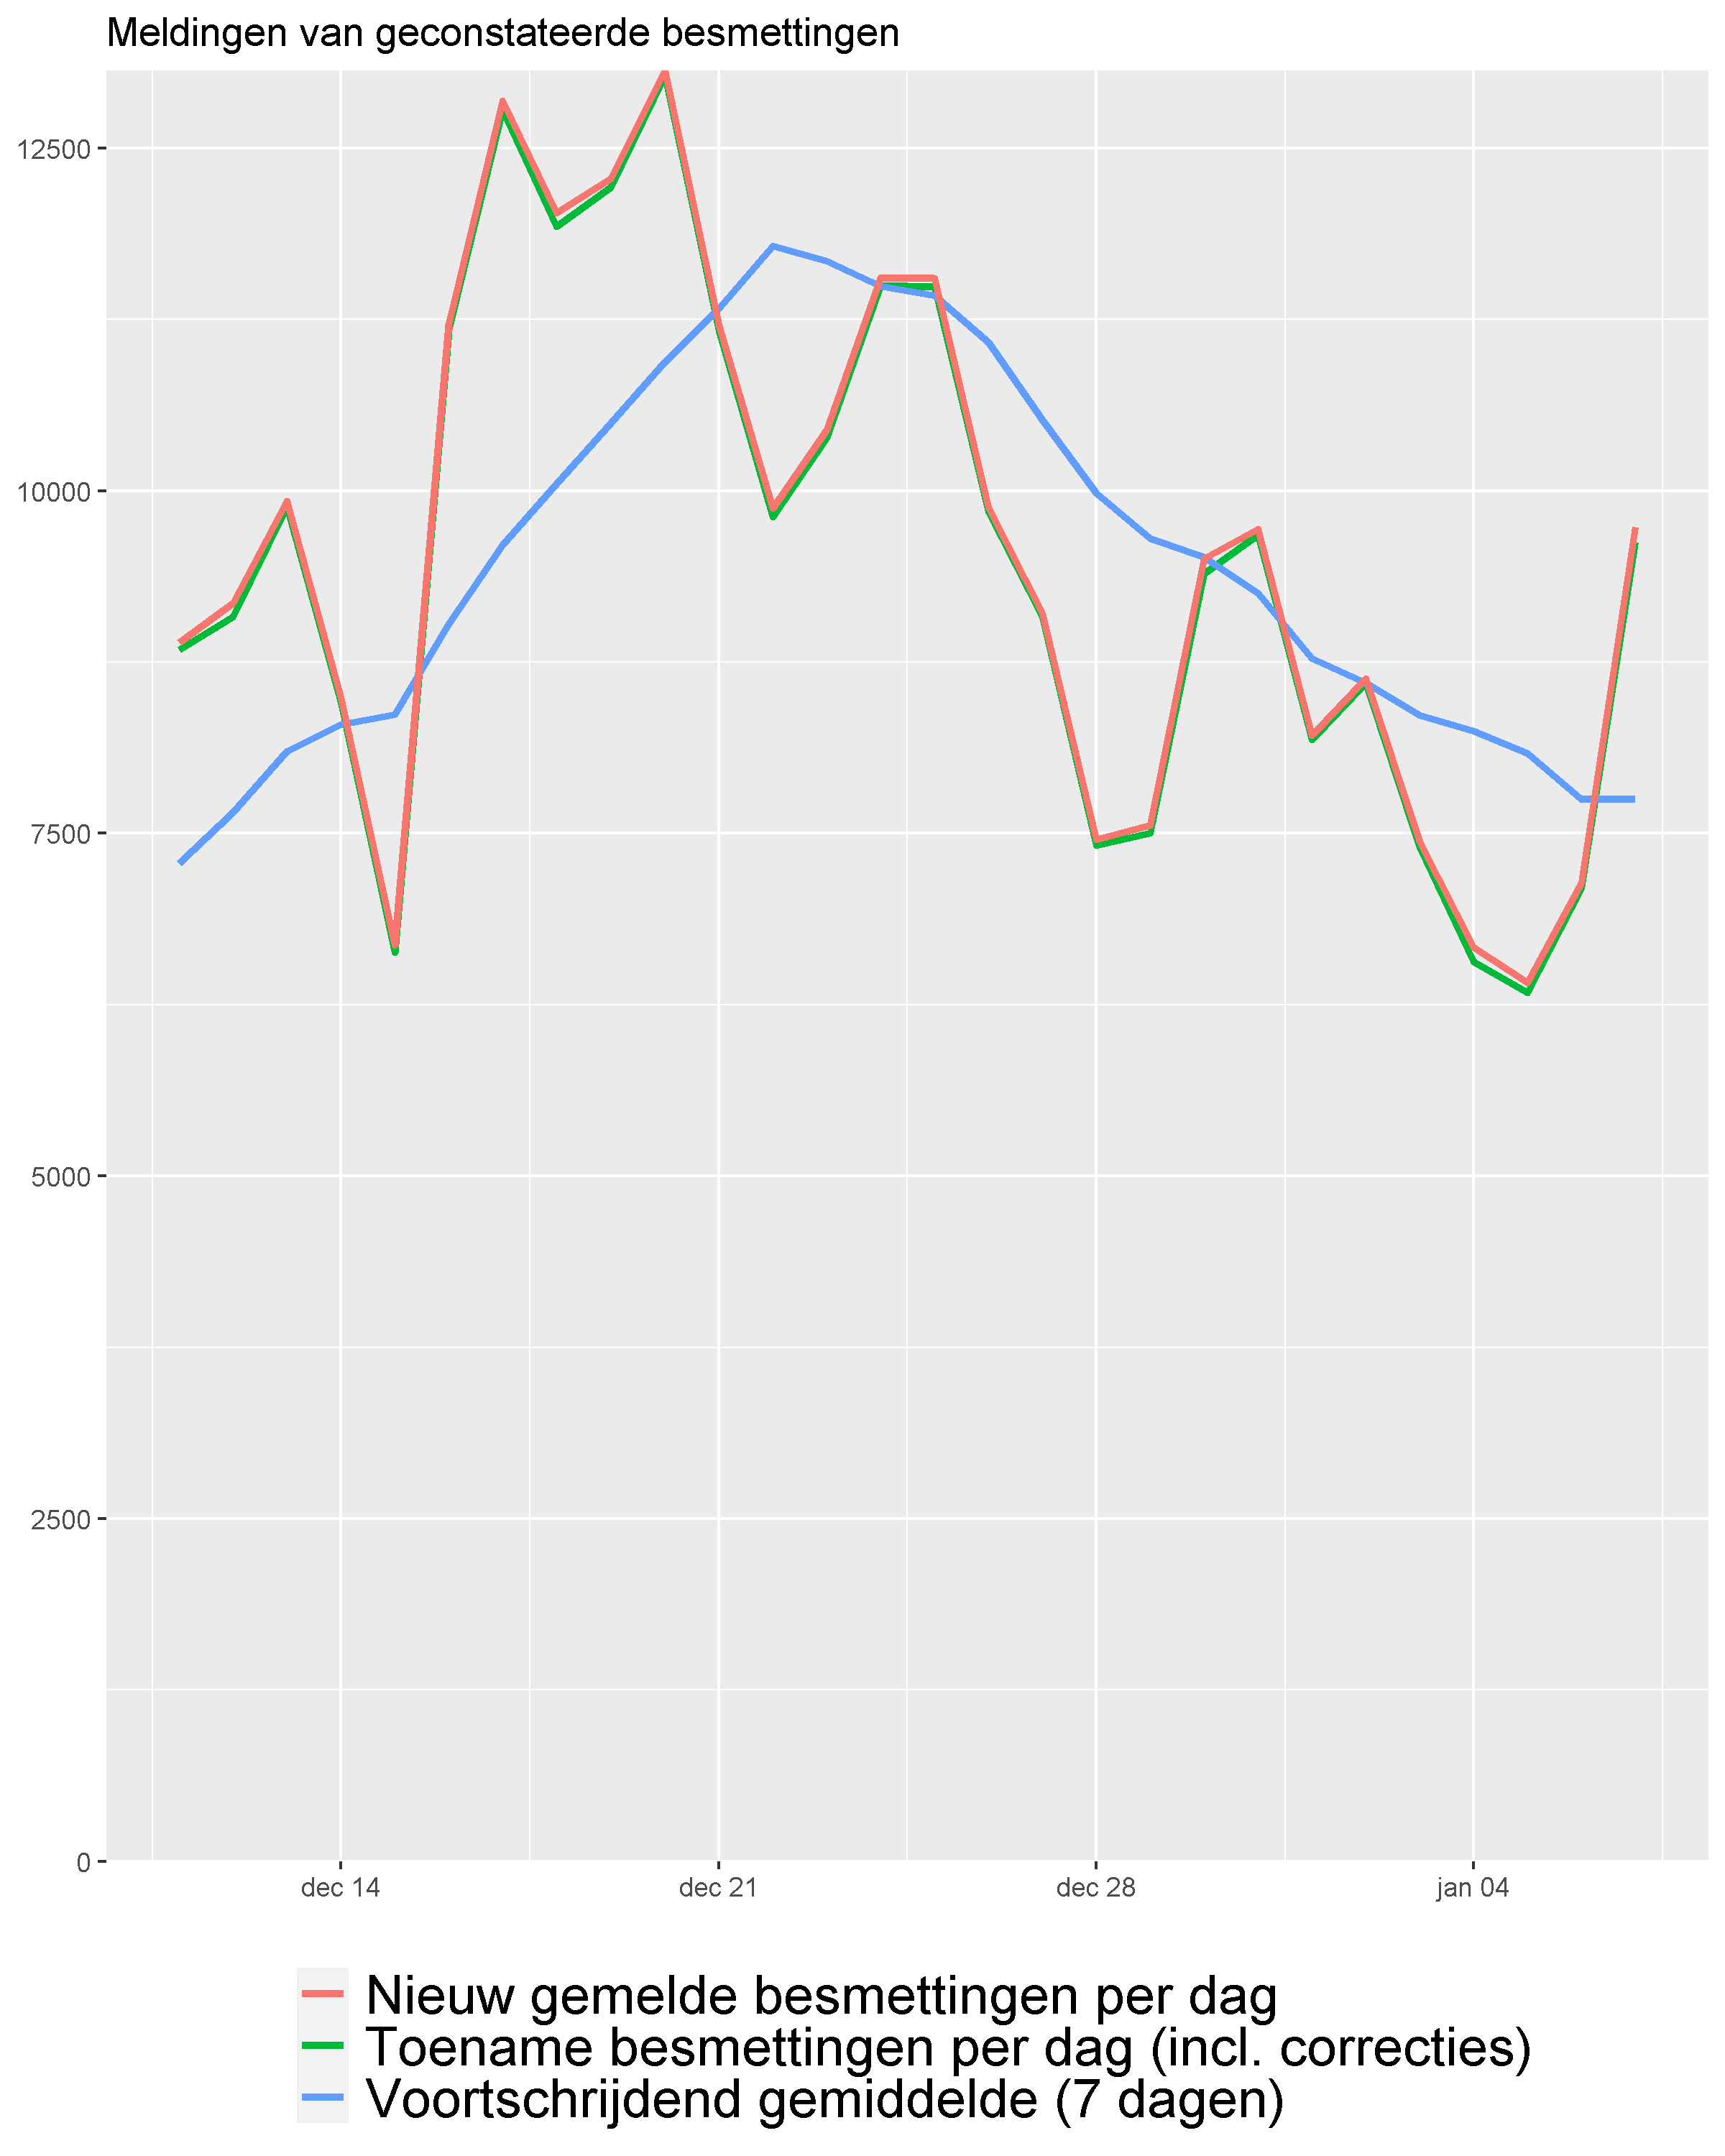 Meldingen van geconstateerde besmettingen
12500
10000
7500
5000
2500
0
dec 14
dec 21
dec 28
jan 04
Nieuw gemelde besmettingen per dag
Toename besmettingen per dag (incl. correcties)
Voortschrijdend gemiddelde (7 dagen)